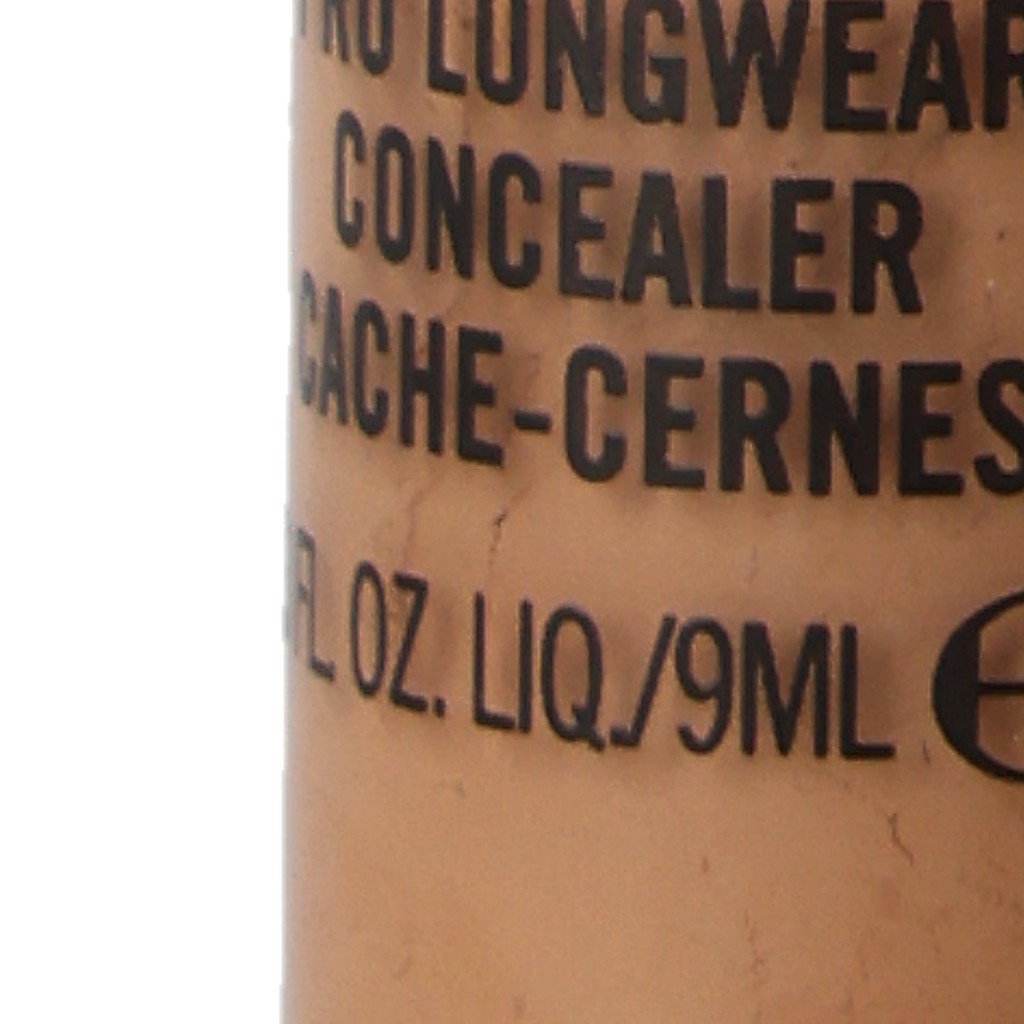 PRO LONGWEAR
CONCEALER
CACHE-CERNES
FL OZ. LIQ./9ML ℮